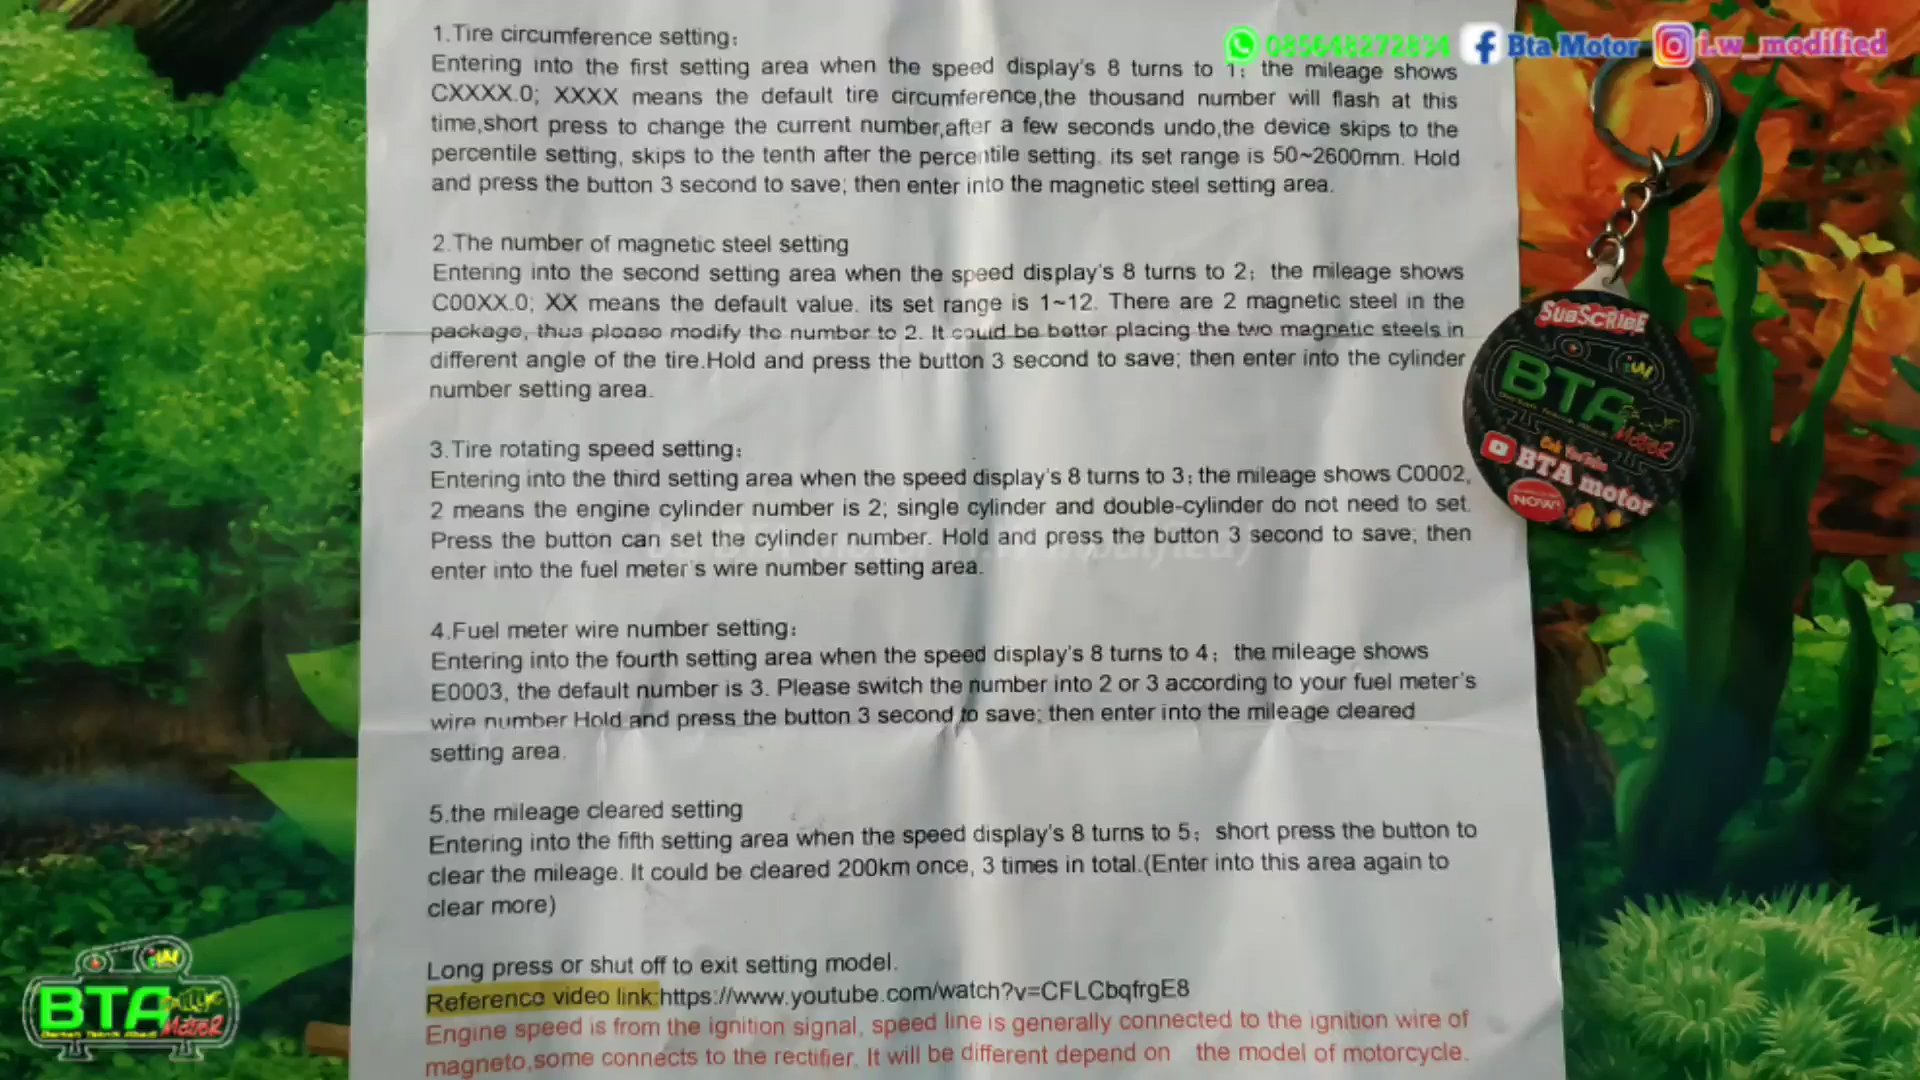 1.Tire circumference setting:
Entering into the first setting area when the speed display's 8 turns to 1; the mileage shows
CXXXX.0; XXXX means the default tire circumference,the thousand number will flash at this
time,short press to change the current number,after a few seconds undo,the device skips to the
percentile setting, skips to the tenth after the percentile setting. its set range is 50~2600mm. Hold
and press the button 3 second to save; then enter into the magnetic steel setting area.
2.The number of magnetic steel setting
Entering into the second setting area when the speed display's 8 turns to 2; the mileage shows
C00XX.0; XX means the default value. its set range is 1~12. There are 2 magnetic steel in the
package, thus please modify the number to 2. It could be better placing the two magnetic steels in
different angle of the tire.Hold and press the button 3 second to save; then enter into the cylinder
number setting area.
3.Tire rotating speed setting:
Entering into the third setting area when the speed display's 8 turns to 3; the mileage shows C0002,
2 means the engine cylinder number is 2; single cylinder and double-cylinder do not need to set.
Press the button can set the cylinder number. Hold and press the button 3 second to save; then
enter into the fuel meter's wire number setting area.
4.Fuel meter wire number setting:
Entering into the fourth setting area when the speed display's 8 turns to 4; the mileage shows
E0003, the default number is 3. Please switch the number into 2 or 3 according to your fuel meter's
wire number Hold and press the button 3 second to save; then enter into the mileage cleared
setting area.
5.the mileage cleared setting
Entering into the fifth setting area when the speed display's 8 turns to 5; short press the button to
clear the mileage. It could be cleared 200km once, 3 times in total.(Enter into this area again to
clear more)
Long press or shut off to exit setting model.
Reference video link:https://www.youtube.com/watch?v=CFLCbqfrgE8
Engine speed is from the ignition signal, speed line is generally connected to the ignition wire of
magneto,some connects to the rectifier. It will be different depend on the model of motorcycle.
085648272834 Bta Motor i.w_modified
SUBSCRIBE
BTA
MotoR
Cek YouTube
BTA motor
NOW!
BTA
MotoR